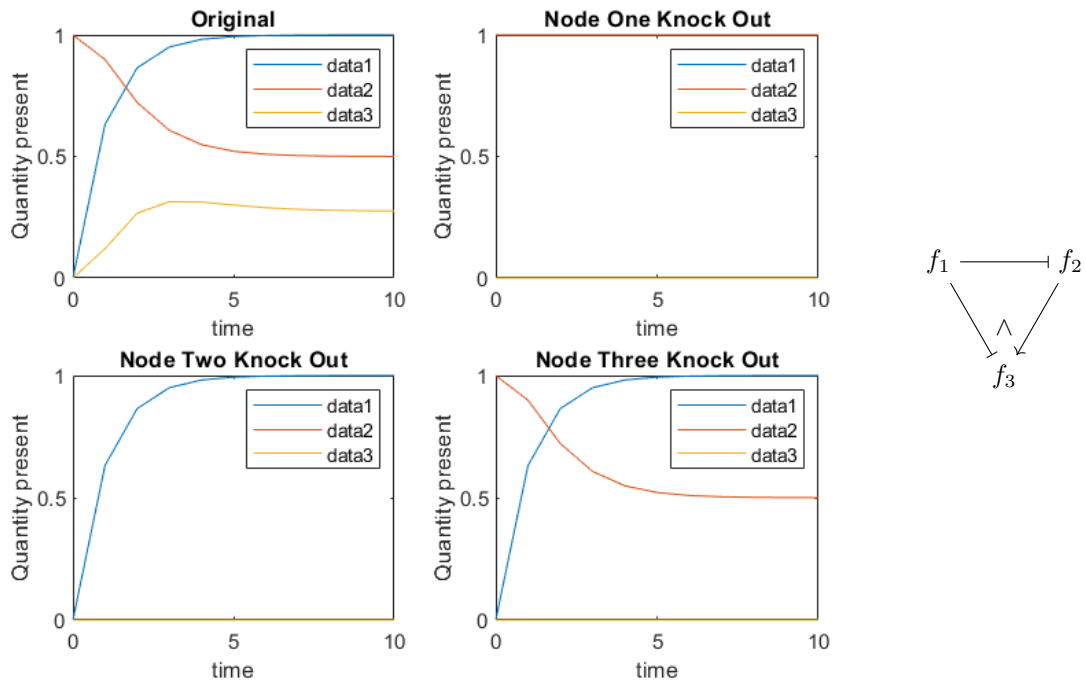 Original
Quantity present
1
0.5
0
0
5
10
time
data1
data2
data3
Node One Knock Out
Quantity present
1
0.5
0
0
5
10
time
data1
data2
data3
Node Two Knock Out
Quantity present
1
0.5
0
0
5
10
time
data1
data2
data3
Node Three Knock Out
Quantity present
1
0.5
0
0
5
10
time
data1
data2
data3
f₁
f₂
∧
f₃